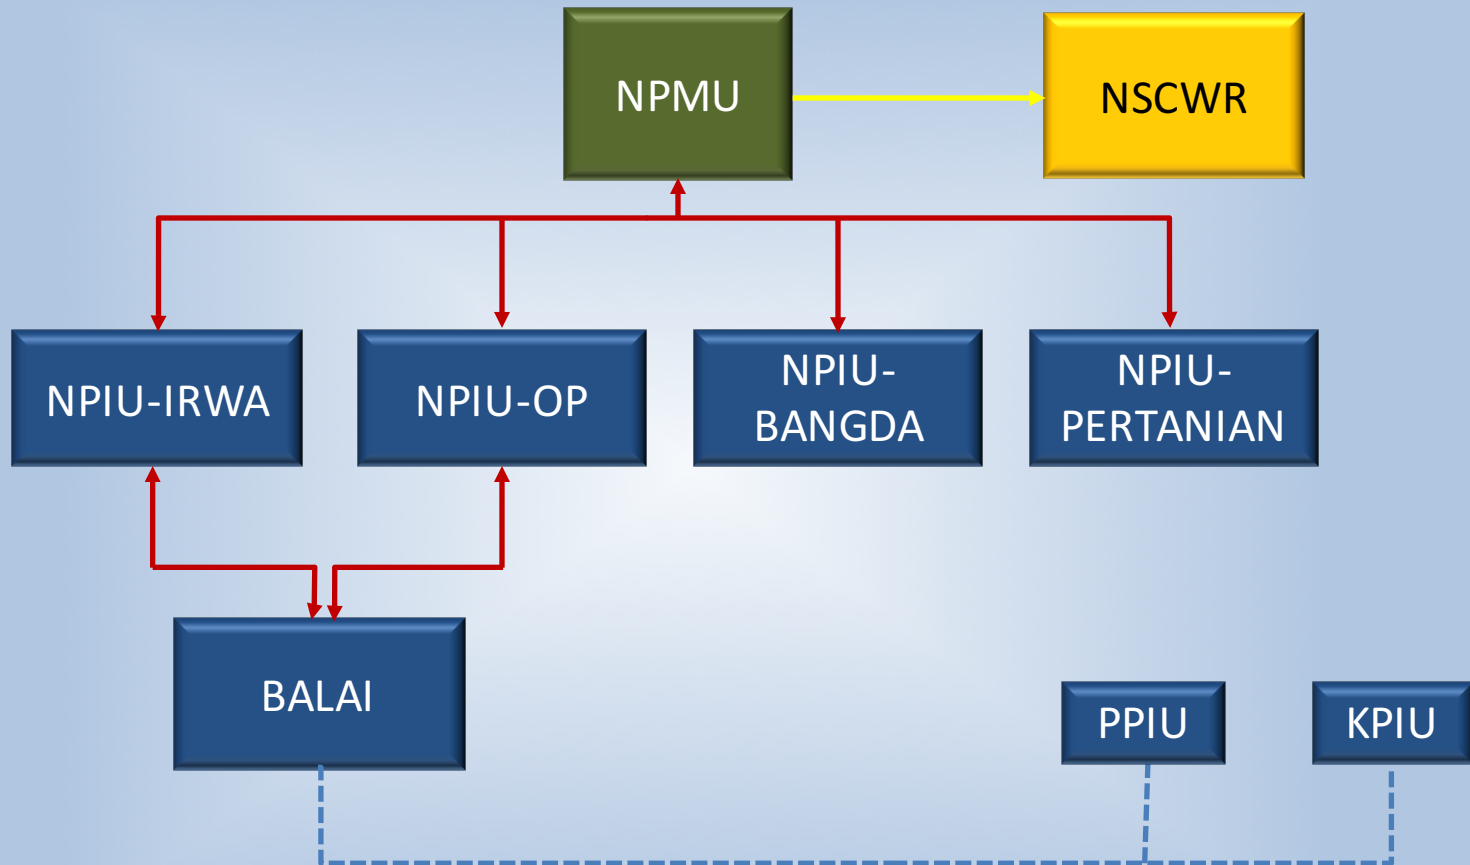 NPMU
NSCWR
NPIU-IRWA
NPIU-OP
NPIU-
BANGDA
NPIU-
PERTANIAN
BALAI
PPIU
KPIU